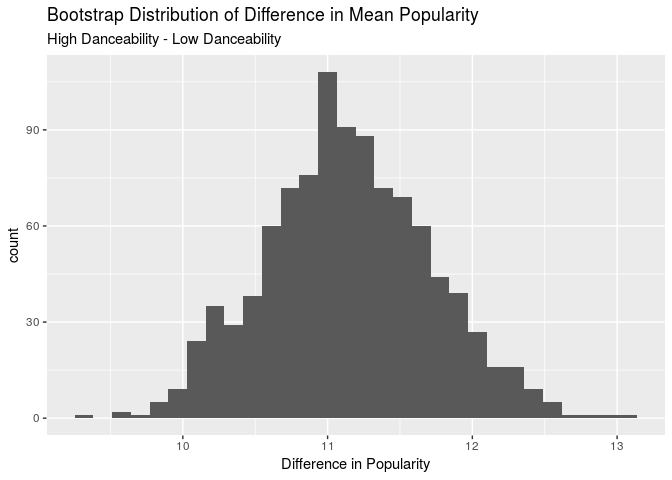 Bootstrap Distribution of Difference in Mean Popularity
High Danceability - Low Danceability
90
60
30
0
count
10 11 12 13
Difference in Popularity